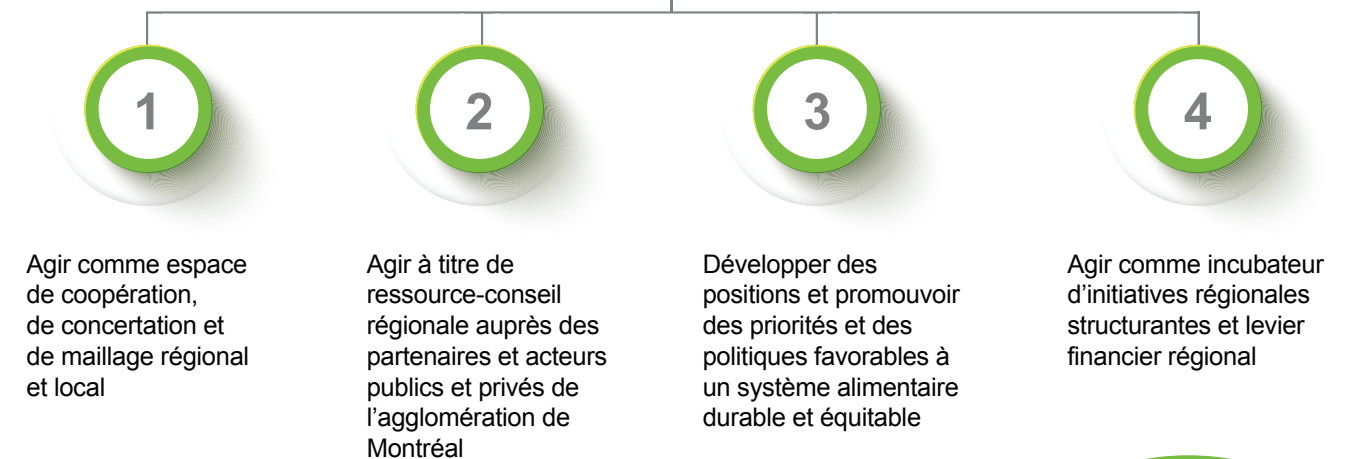 1
Agir comme espace
de coopération,
de concertation et
de maillage régional
et local
2
Agir à titre de
ressource-conseil
régionale auprès des
partenaires et acteurs
publics et privés de
l’agglomération de
Montréal
3
Développer des
positions et promouvoir
des priorités et des
politiques favorables à
un système alimentaire
durable et équitable
4
Agir comme incubateur
d’initiatives régionales
structurantes et levier
financier régional